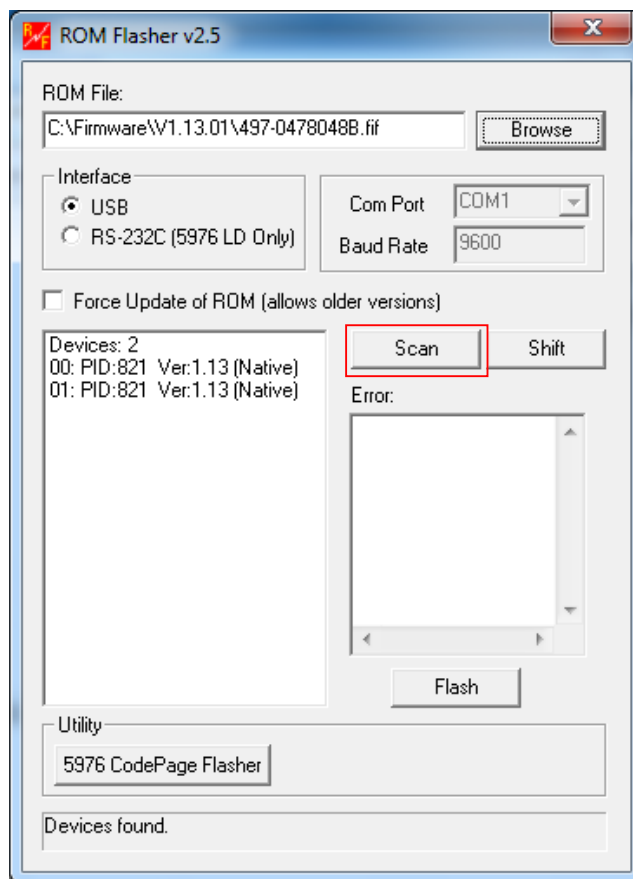 ROM Flasher v2.5
ROM File:
C:\Firmware\V1.13.01\497-0478048B.fif
Browse
Interface
USB
RS-232C (5976 LD Only)
Com Port
COM1
Baud Rate
9600
Force Update of ROM (allows older versions)
Devices: 2
00: PID:821 Ver:1.13 (Native)
01: PID:821 Ver:1.13 (Native)
Scan
Shift
Error:
Flash
Utility
5976 CodePage Flasher
Devices found.